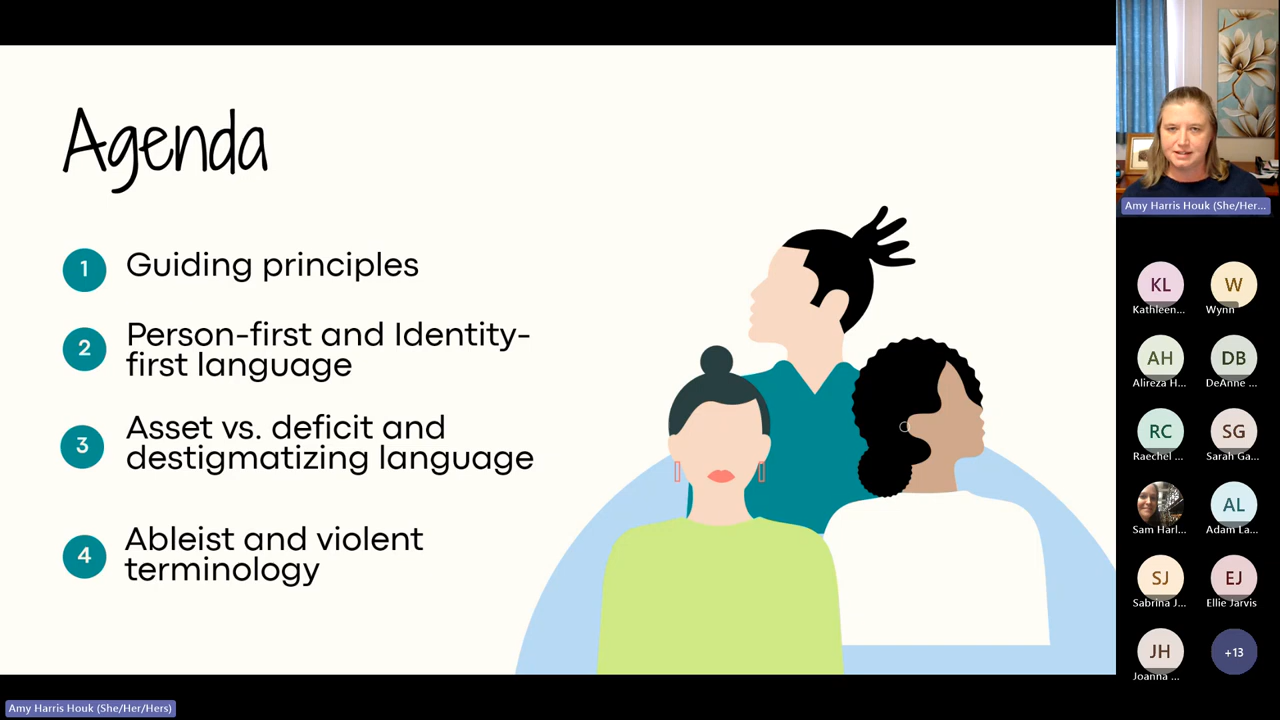 Agenda
1
Guiding principles
2
Person-first and Identity-
first language
3
Asset vs. deficit and
destigmatizing language
4
Ableist and violent
terminology
Amy Harris Houk (She/Her/Hers)
Amy Harris Houk (She/Her...
KL
Kathleen...
W
Wynn
AH
Alireza H...
DB
DeAnne ...
RC
Raechel ...
SG
Sarah Ga...
Sam Harl...
AL
Adam La...
SJ
Sabrina J...
EJ
Ellie Jarvis
JH
Joanna ...
+13